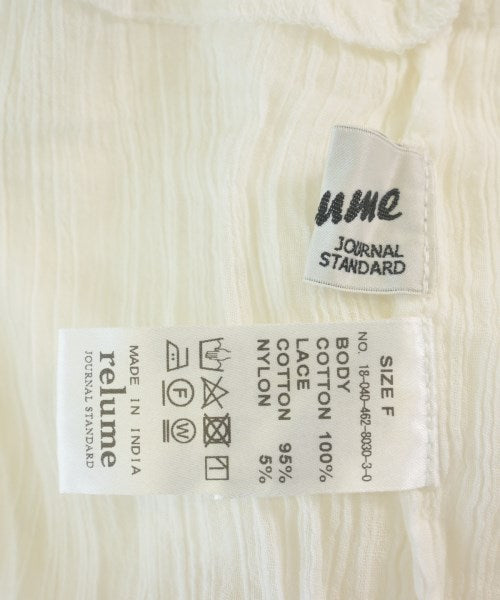 ume
JOURNAL
STANDARD
SIZE F
NO. 18-040-462-8030-3-0
BODY
COTTON 100%
LACE
COTTON 95%
NYLON 5%
F W
1
MADE IN INDIA
relume
JOURNAL STANDARD